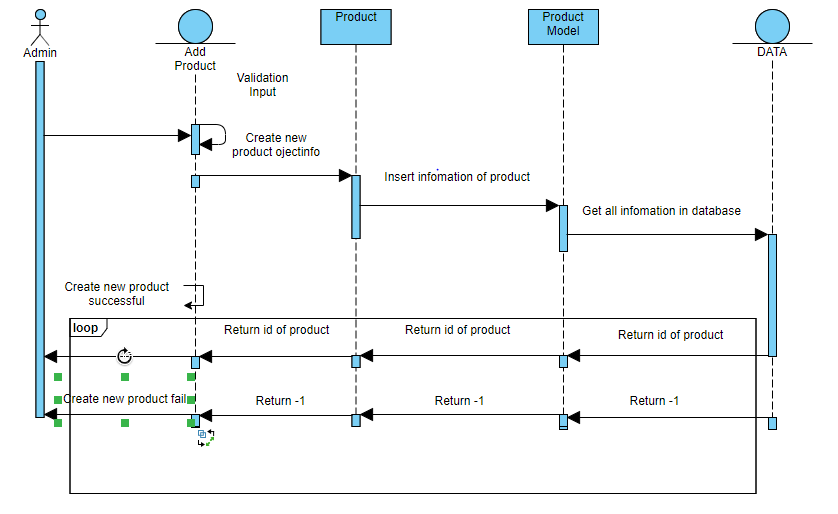 Product
Product
Model
Admin
Add
Product
DATA
Validation
Input
Create new
product ojectinfo
Insert infomation of product
Get all infomation in database
Create new product
successful
loop
Return id of product
Return id of product
Return id of product
Create new product fail
Return -1
Return -1
Return -1